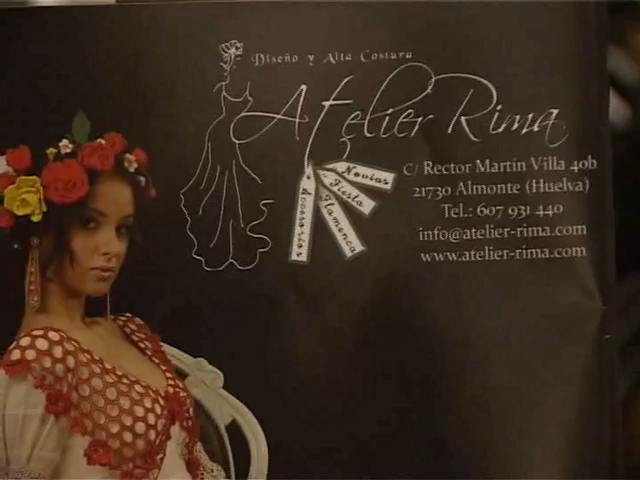 Diseño y Alta Costura
Atelier Rima
Novias
Fiesta
Flamenca
Accesorios
C/ Rector Martín Villa 40b
21730 Almonte (Huelva)
Tel.: 607 931 440
info@atelier-rima.com
www.atelier-rima.com